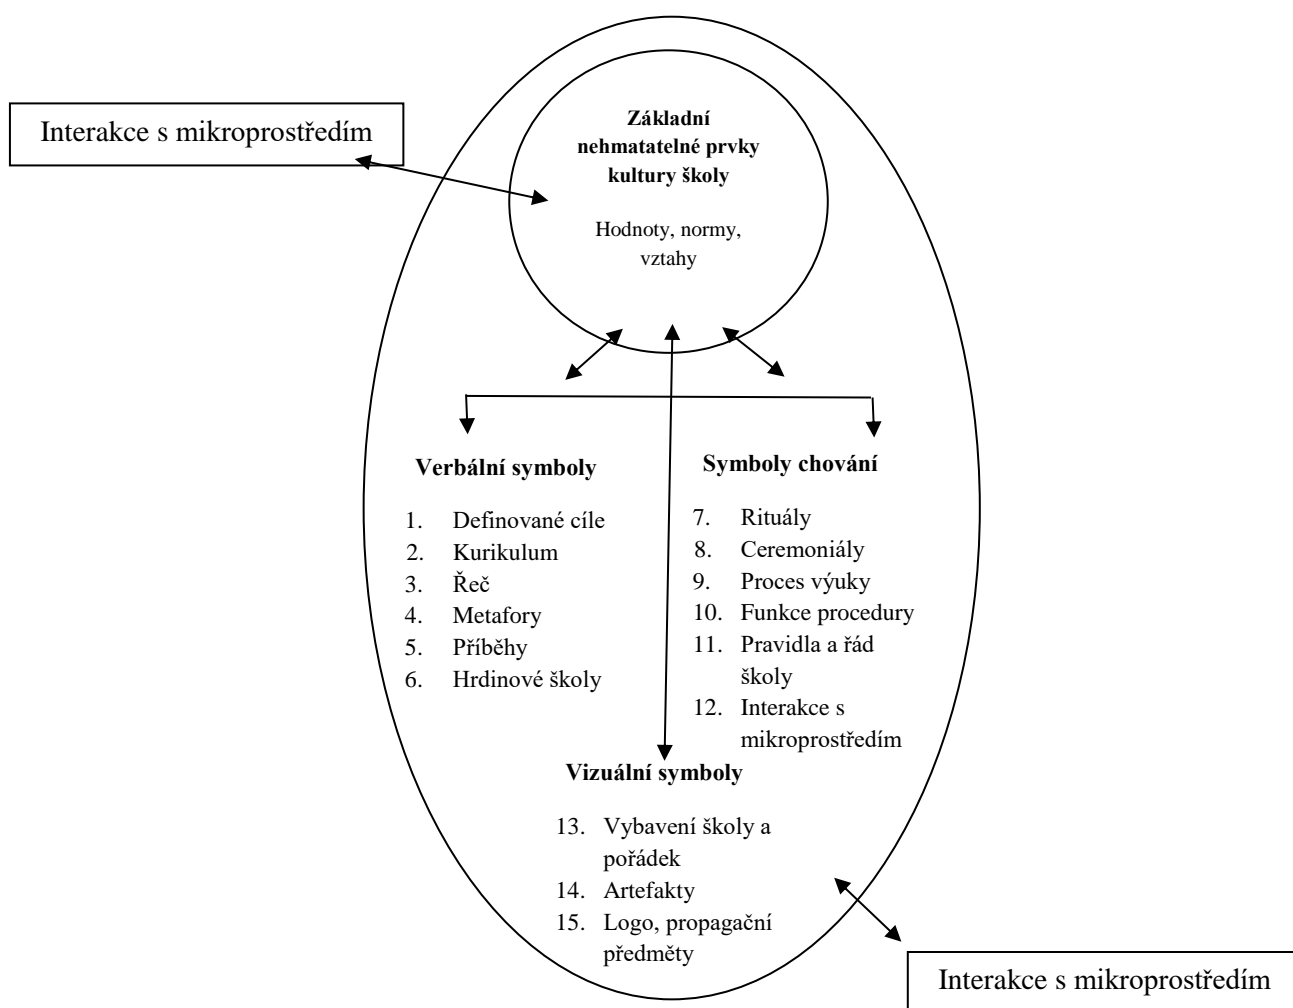 Interakce s mikroprostředím
Základní
nehmatatelné prvky
kultury školy
Hodnoty, normy,
vztahy
Verbální symboly
1. Definované cíle
2. Kurikulum
3. Řeč
4. Metafory
5. Příběhy
6. Hrdinové školy
Symboly chování
7. Rituály
8. Ceremoniály
9. Proces výuky
10. Funkce procedury
11. Pravidla a řád
školy
12. Interakce s
mikroprostředím
Vizuální symboly
13. Vybavení školy a
pořádek
14. Artefakty
15. Logo, propagační
předměty
Interakce s mikroprostředím